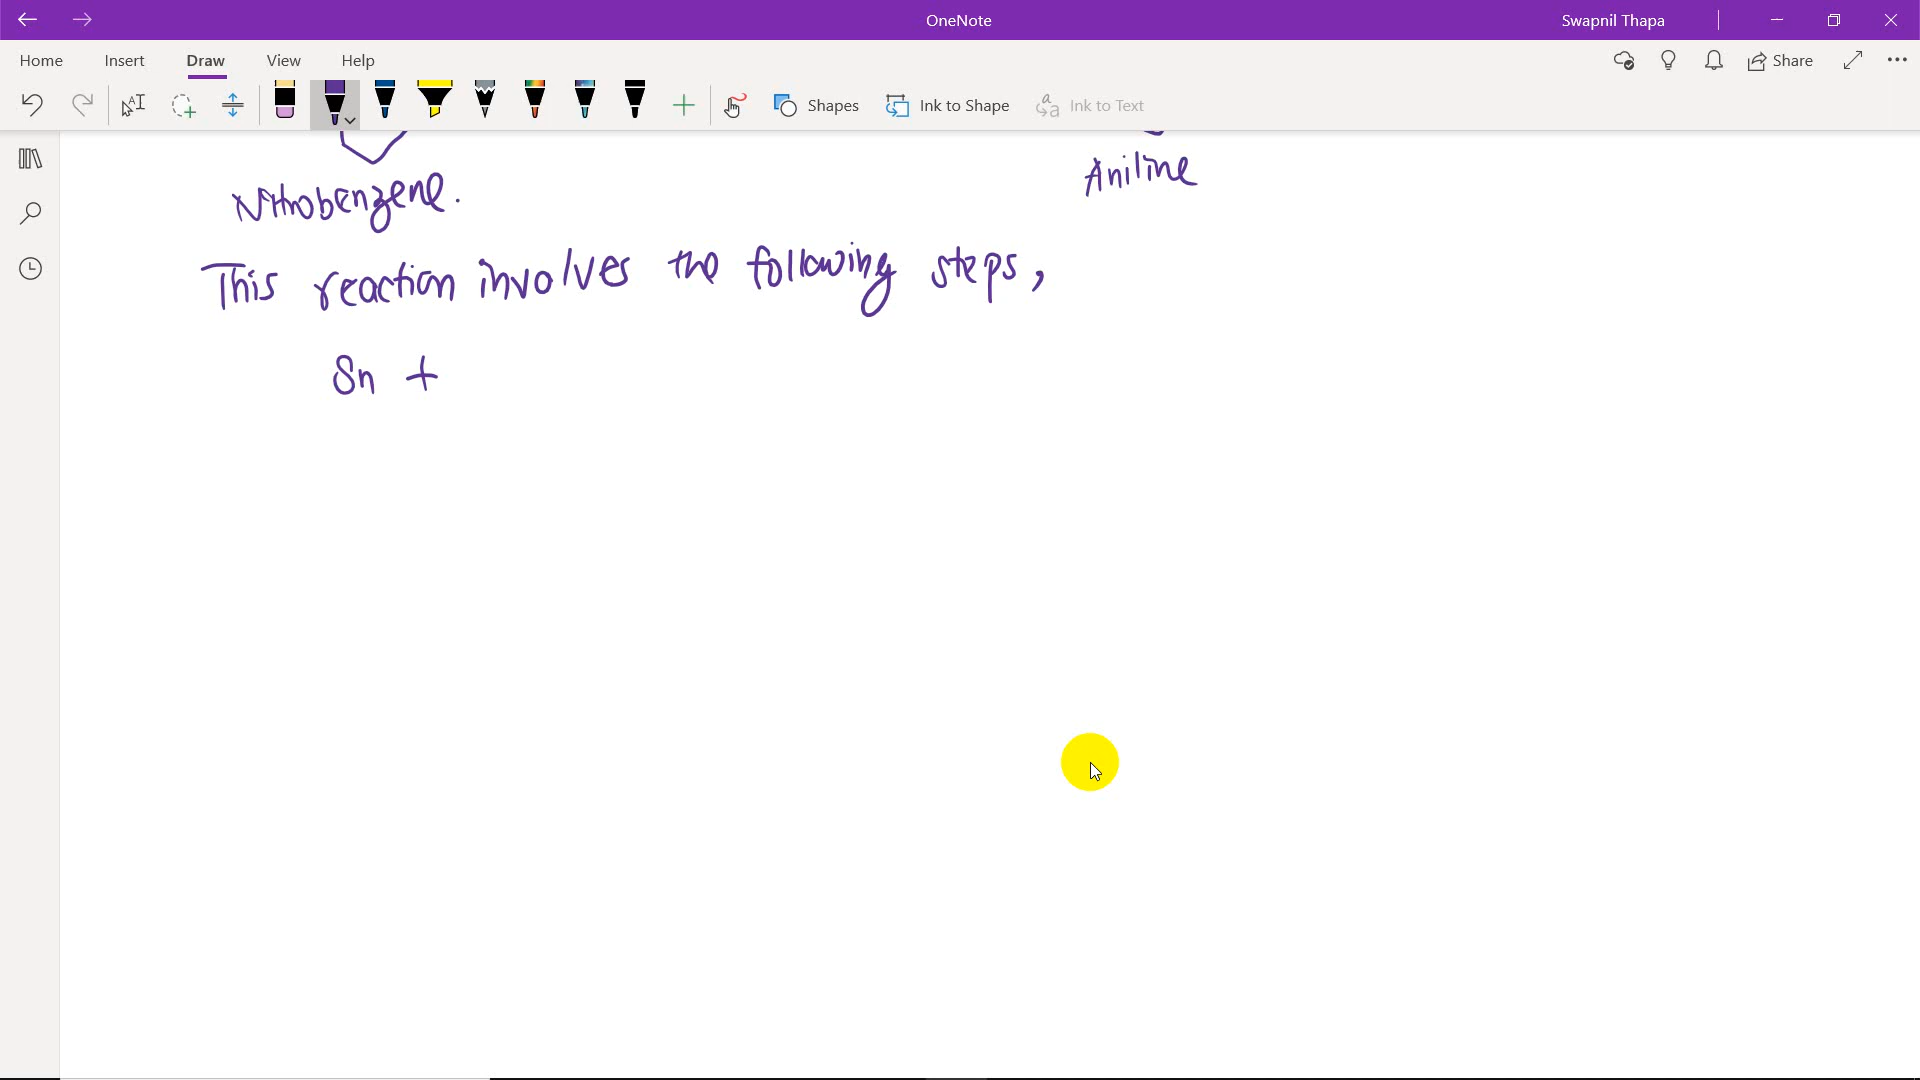 OneNote
Swapnil Thapa
Home Insert Draw View Help
Share
Shapes Ink to Shape Ink to Text
Aniline
Nitrobenzene.
This reaction involves the following steps,
Sn +